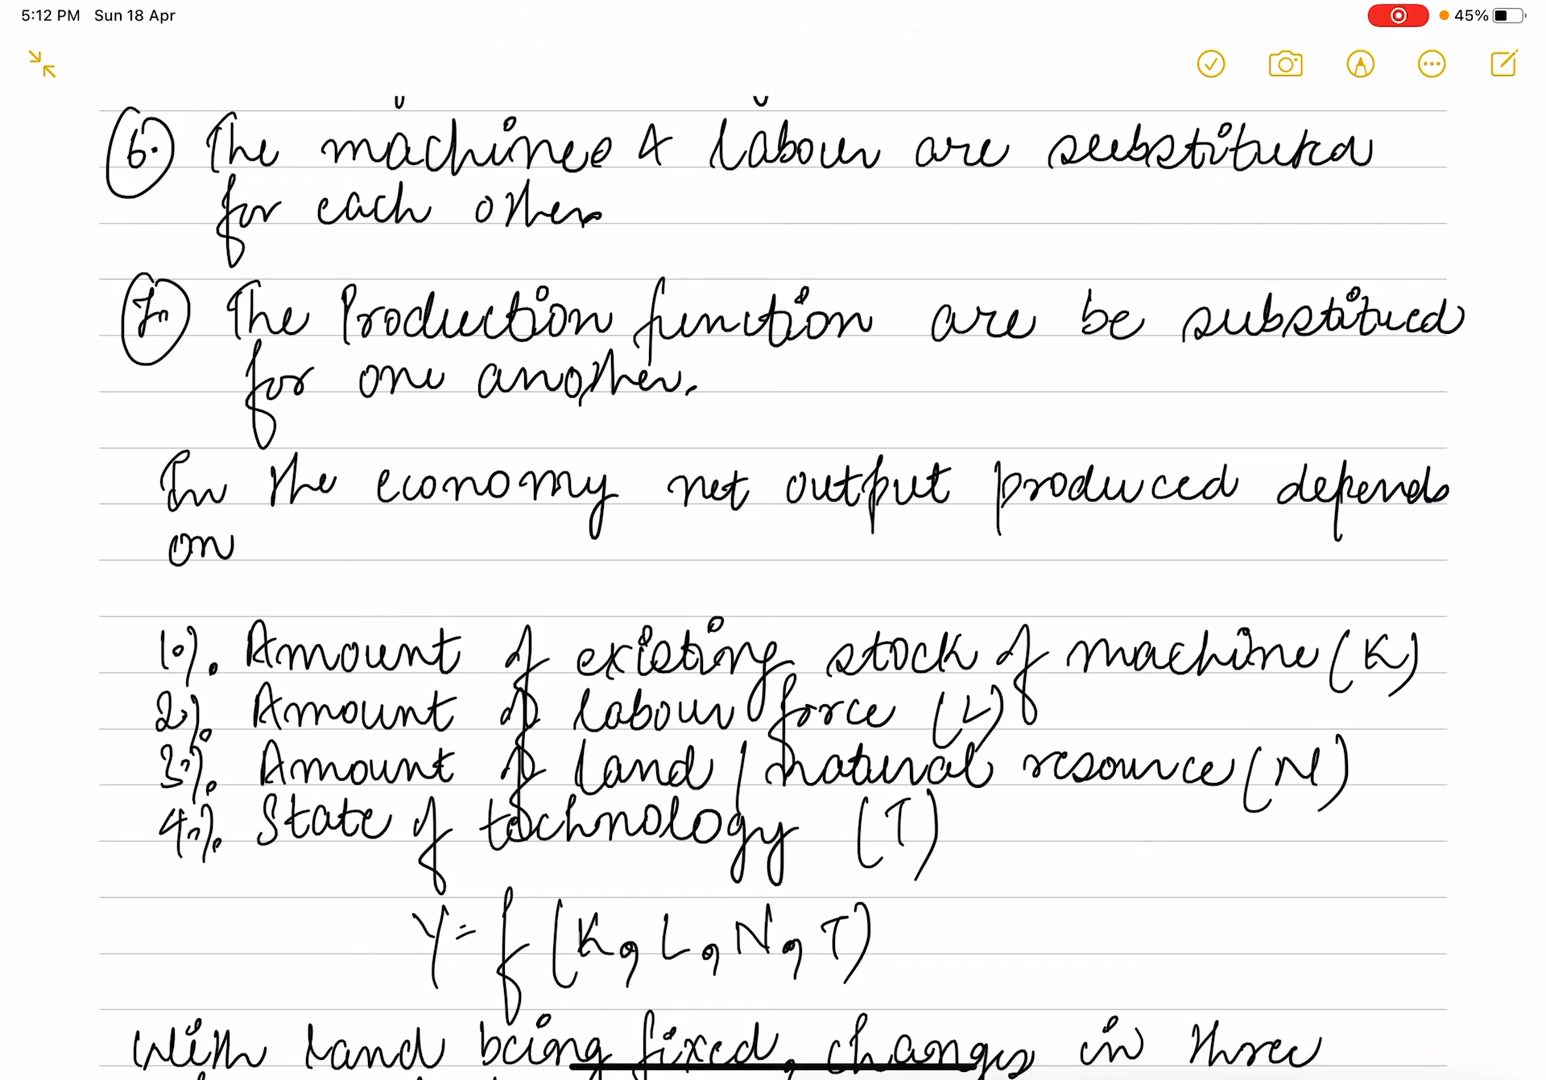 5:12 PM Sun 18 Apr
45%
6. The machines & labour are substituted
for each other.
7. The Production function are be substitued
for one another.
In the economy net output produced depends
on
1.). Amount of existing stock of machine (K)
2.). Amount of labour force (L)
3.). Amount of land / natural resource (N)
4.). State of technology (T)
Y = f (K, L, N, T)
With land being fixed, changes in three